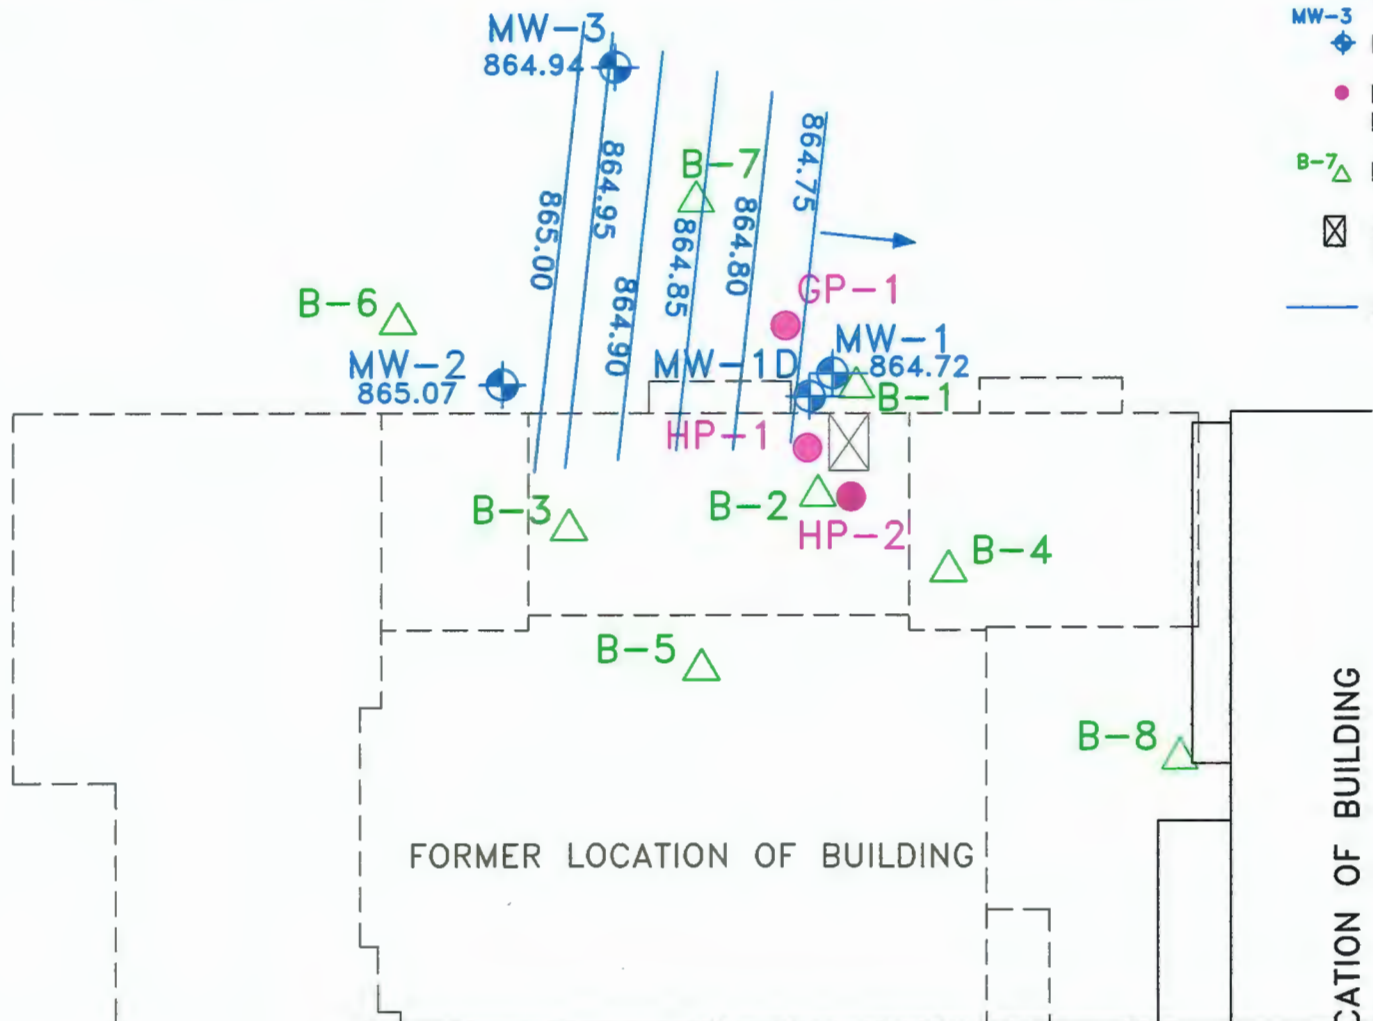 MW-3
864.94
MW-3
B-7
B-7
864.75
864.95
865.00
864.80
864.85
864.90
GP-1
B-6
MW-2
865.07
MW-1D
MW-1
864.72
B-1
HP-1
B-3
B-2
HP-2
B-4
B-5
B-8
FORMER LOCATION OF BUILDING
CATION OF BUILDING